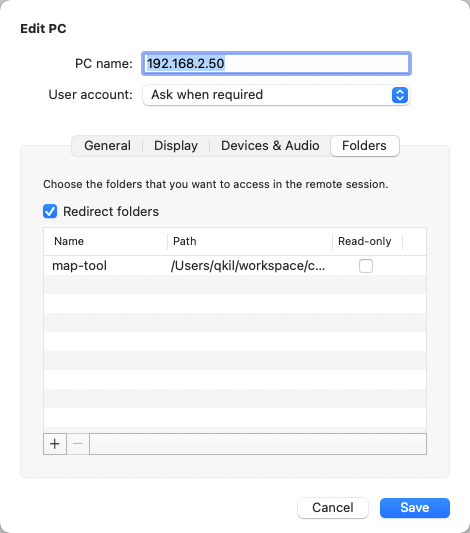 Edit PC
PC name: 192.168.2.50
User account: Ask when required
General Display Devices & Audio Folders
Choose the folders that you want to access in the remote session.
Redirect folders
Name Path Read-only
map-tool /Users/qkil/workspace/c...
+ −
Cancel Save